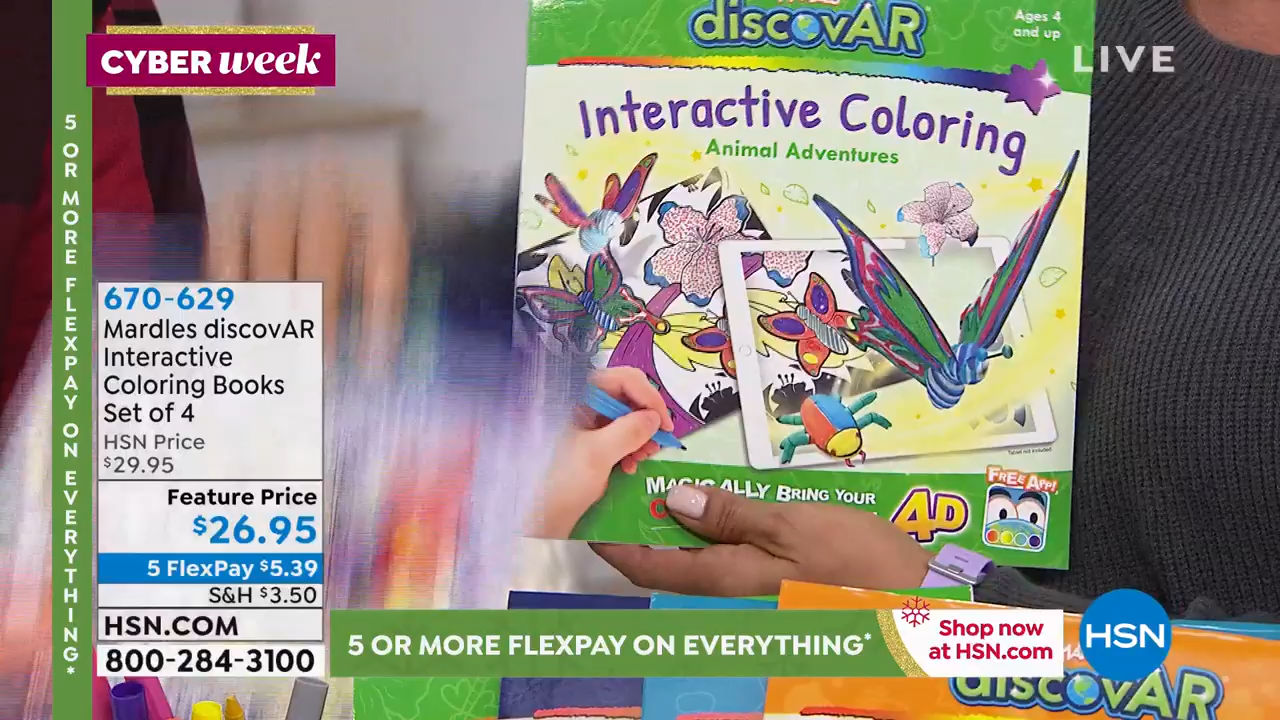 CYBER week
LIVE
5 OR MORE FLEXPAY ON EVERYTHING*
discovAR
Ages 4
and up
Interactive Coloring
Animal Adventures
Tablet not included.
MAGICALLY BRING YOUR
4D
FREE APP!
670-629
Mardles discovAR
Interactive
Coloring Books
Set of 4
HSN Price
$29.95
Feature Price
$26.95
5 FlexPay $5.39
S&H $3.50
HSN.COM
800-284-3100
5 OR MORE FLEXPAY ON EVERYTHING*
Shop now
at HSN.com
HSN
discovAR